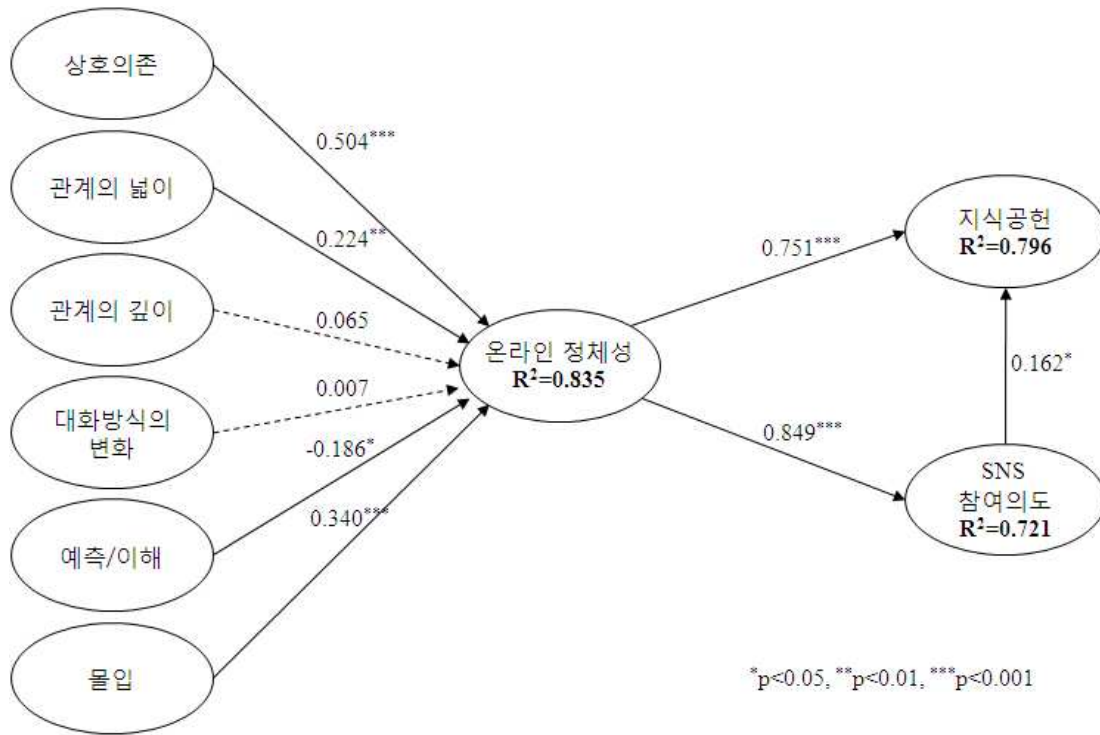 상호의존
0.504***
관계의 넓이
0.224**
관계의 깊이
0.065
대화방식의
변화
0.007
예측/이해
-0.186*
몰입
0.340***
온라인 정체성
R²=0.835
0.751***
0.849***
지식공헌
R²=0.796
0.162*
SNS
참여의도
R²=0.721
*p<0.05, **p<0.01, ***p<0.001